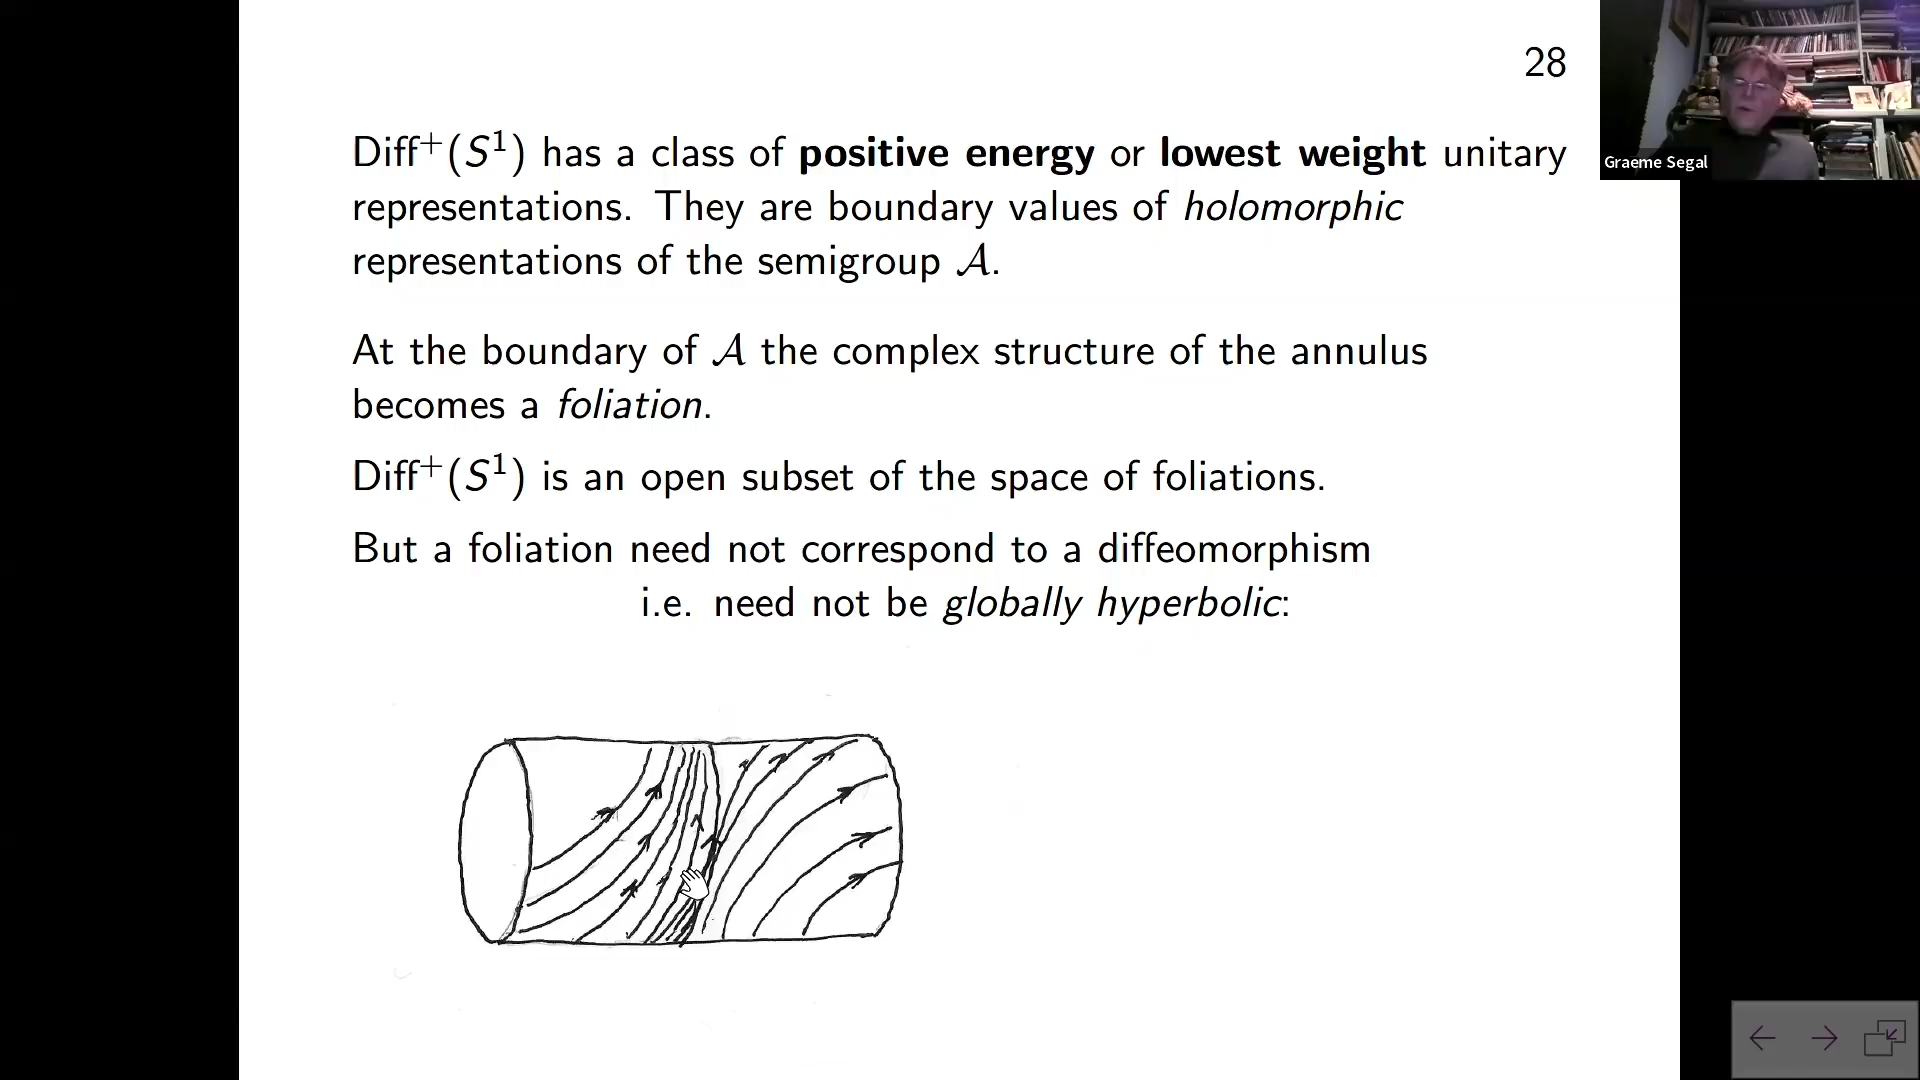 28
Diff⁺(S¹) has a class of positive energy or lowest weight unitary
representations. They are boundary values of holomorphic
representations of the semigroup 𝒜.
At the boundary of 𝒜 the complex structure of the annulus
becomes a foliation.
Diff⁺(S¹) is an open subset of the space of foliations.
But a foliation need not correspond to a diffeomorphism
i.e. need not be globally hyperbolic:
Graeme Segal